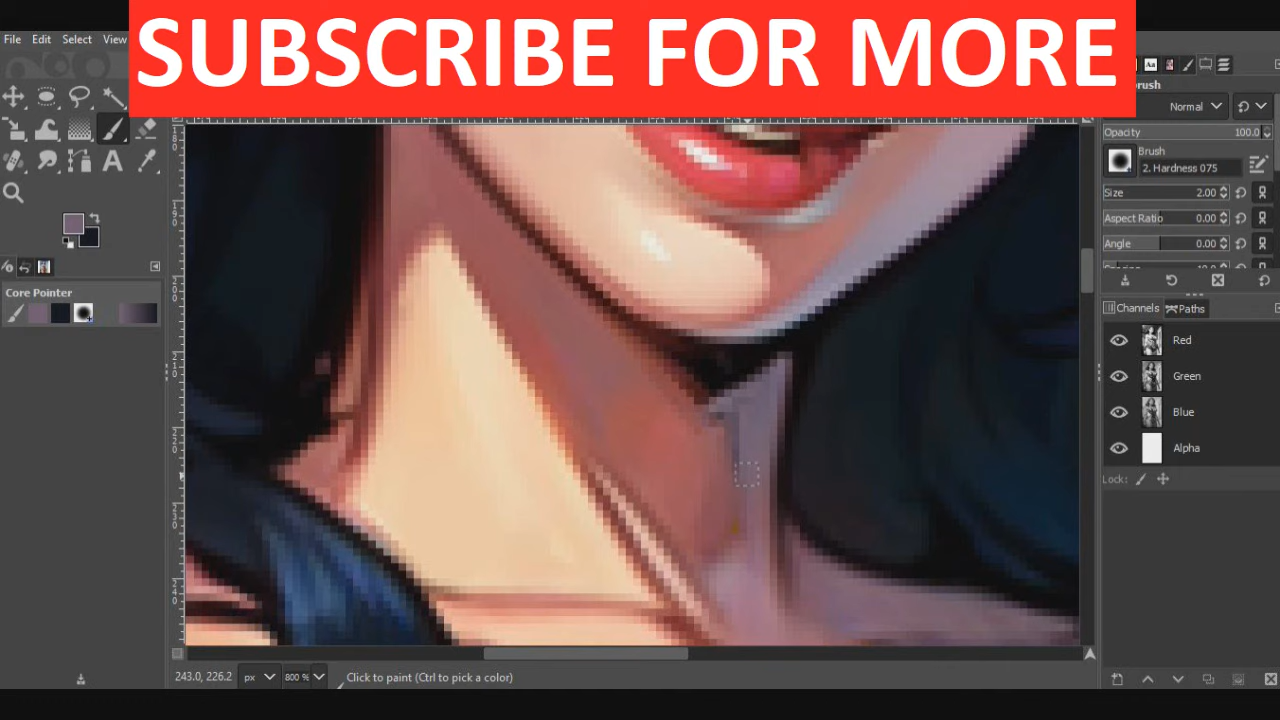 SUBSCRIBE FOR MORE
File Edit Select View
Aa
Normal
Opacity 100.0
Brush
2. Hardness 075
Size 2.00
Aspect Ratio 0.00
Angle 0.00
Core Pointer
Channels Paths
Red
Green
Blue
Alpha
Lock:
243.0, 226.2 px 800 % Click to paint (Ctrl to pick a color)